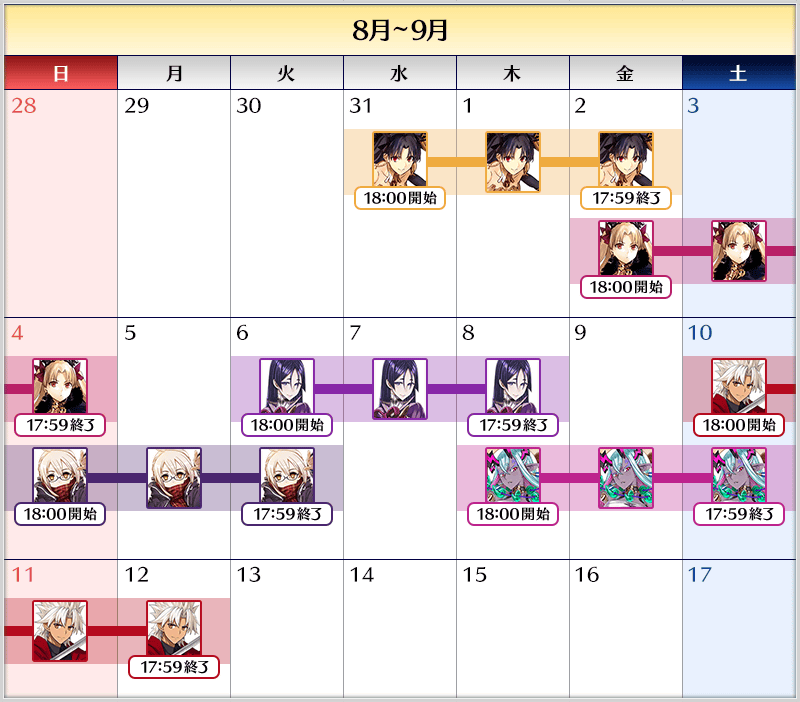 8月~9月
日 月 火 水 木 金 土
28 29 30 31 1 2 3
18:00開始 17:59終了
18:00開始
4 5 6 7 8 9 10
17:59終了 18:00開始 17:59終了 18:00開始
18:00開始 17:59終了 18:00開始 17:59終了
11 12 13 14 15 16 17
17:59終了